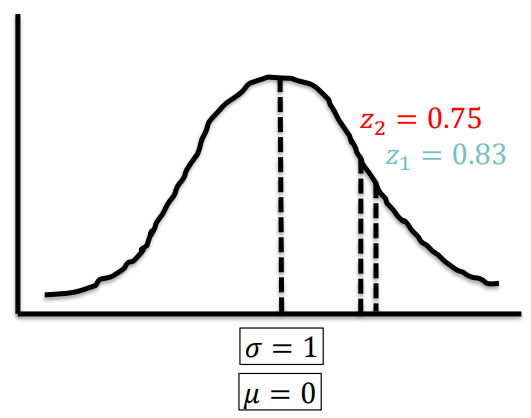 z₂ = 0.75
z₁ = 0.83
σ = 1
μ = 0